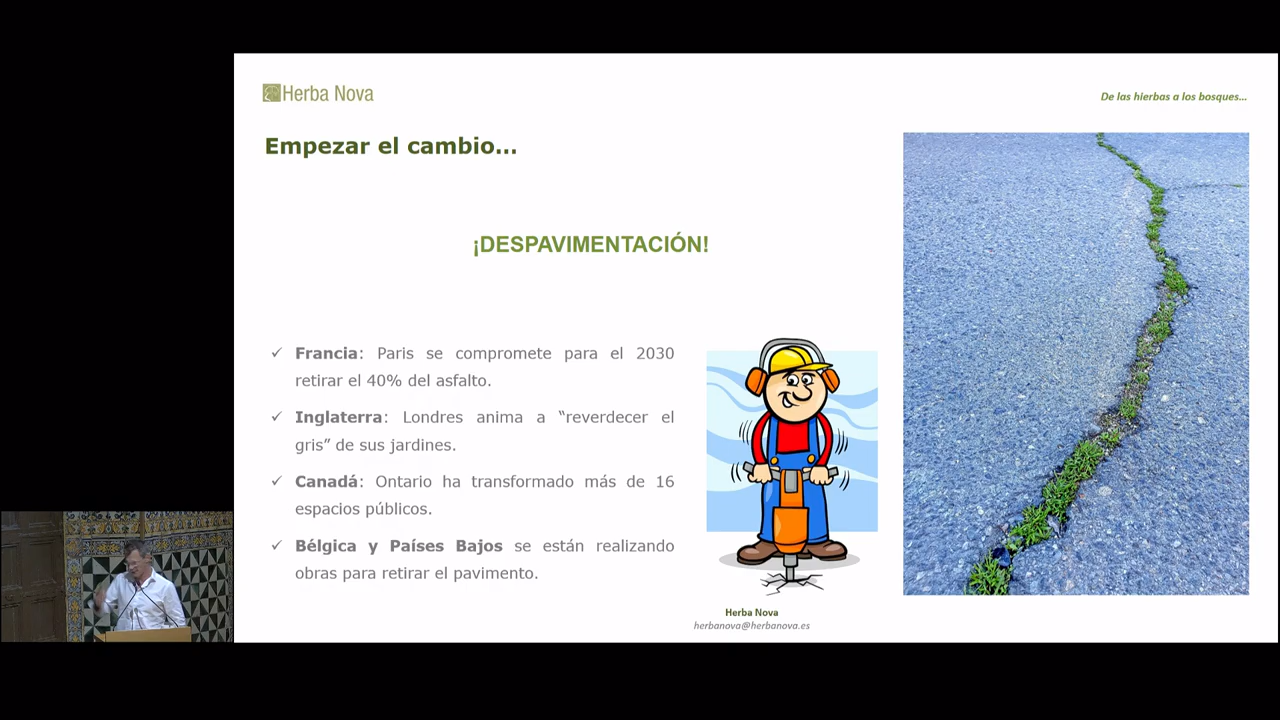 Herba Nova
De las hierbas a los bosques...
Empezar el cambio...
¡DESPAVIMENTACIÓN!
✓ Francia: Paris se compromete para el 2030
retirar el 40% del asfalto.
✓ Inglaterra: Londres anima a “reverdecer el
gris” de sus jardines.
✓ Canadá: Ontario ha transformado más de 16
espacios públicos.
✓ Bélgica y Países Bajos se están realizando
obras para retirar el pavimento.
Herba Nova
herbanova@herbanova.es